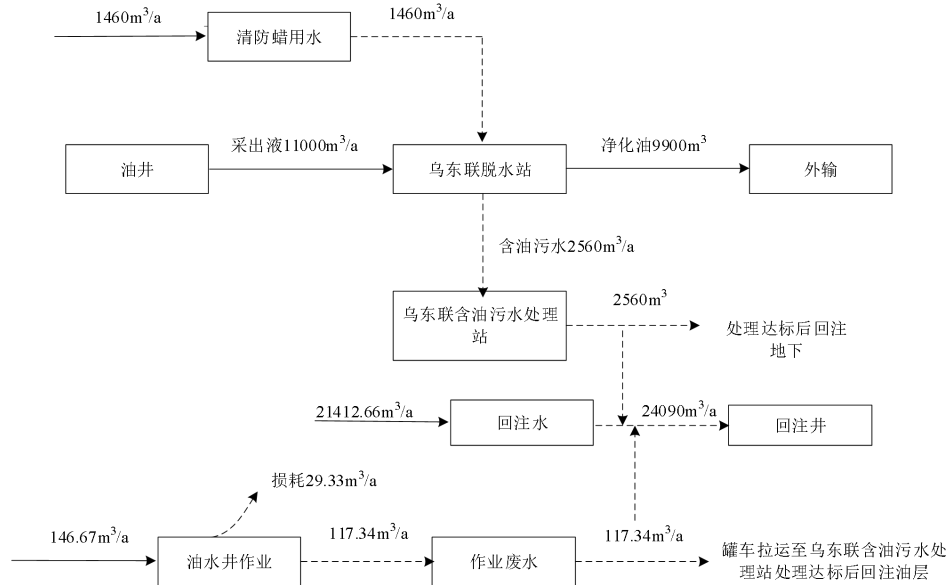 1460m³/a
1460m³/a
清防蜡用水
采出液11000m³/a
净化油9900m³
油井
乌东联脱水站
外输
含油污水2560m³/a
2560m³
乌东联含油污水处理
站
处理达标后回注
地下
21412.66m³/a
24090m³/a
回注水
回注井
损耗29.33m³/a
146.67m³/a
117.34m³/a
117.34m³/a
油水井作业
作业废水
罐车拉运至乌东联含油污水处
理站处理达标后回注油层